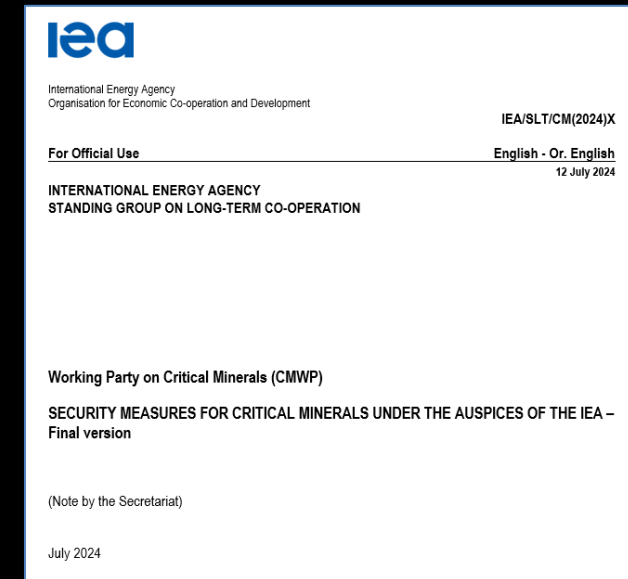 iea
International Energy Agency
Organisation for Economic Co-operation and Development
IEA/SLT/CM(2024)X
For Official Use
English - Or. English
12 July 2024
INTERNATIONAL ENERGY AGENCY
STANDING GROUP ON LONG-TERM CO-OPERATION
Working Party on Critical Minerals (CMWP)
SECURITY MEASURES FOR CRITICAL MINERALS UNDER THE AUSPICES OF THE IEA –
Final version
(Note by the Secretariat)
July 2024